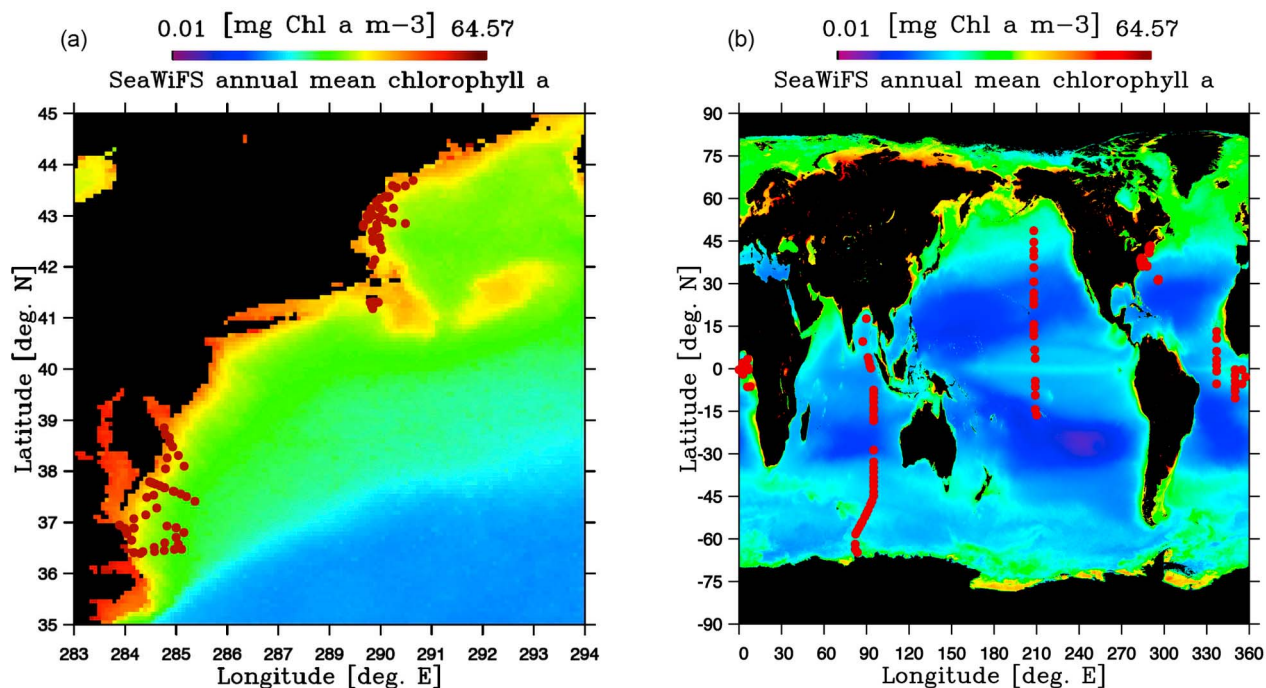 (a)
0.01 [mg Chl a m-3] 64.57
SeaWiFS annual mean chlorophyll a
45
44
43
42
41
40
39
38
37
36
35
Latitude [deg. N]
283 284 285 286 287 288 289 290 291 292 293 294
Longitude [deg. E]
(b)
0.01 [mg Chl a m-3] 64.57
SeaWiFS annual mean chlorophyll a
90
75
60
45
30
15
0
-15
-30
-45
-60
-75
-90
Latitude [deg. N]
0 30 60 90 120 150 180 210 240 270 300 330 360
Longitude [deg. E]